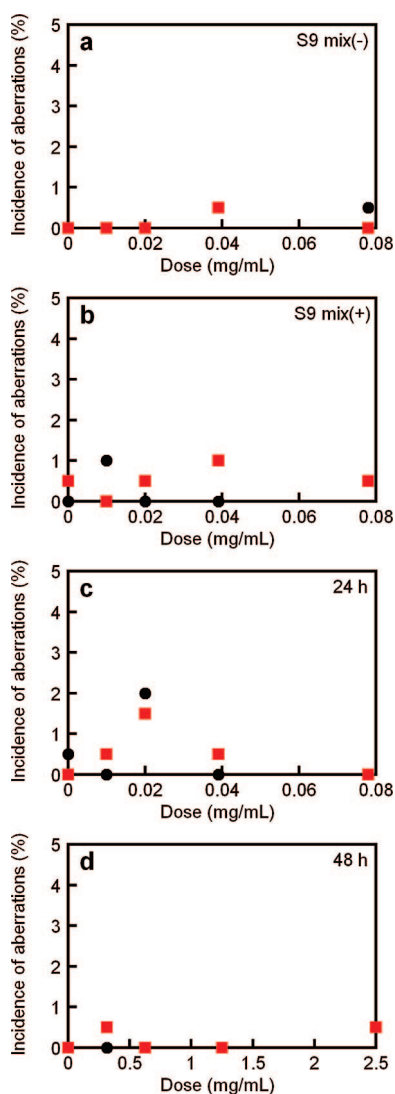 a
S9 mix(-)
Incidence of aberrations (%)
5
4
3
2
1
0
0 0.02 0.04 0.06 0.08
Dose (mg/mL)
b
S9 mix(+)
Incidence of aberrations (%)
5
4
3
2
1
0
0 0.02 0.04 0.06 0.08
Dose (mg/mL)
c
24 h
Incidence of aberrations (%)
5
4
3
2
1
0
0 0.02 0.04 0.06 0.08
Dose (mg/mL)
d
48 h
Incidence of aberrations (%)
5
4
3
2
1
0
0 0.5 1 1.5 2 2.5
Dose (mg/mL)